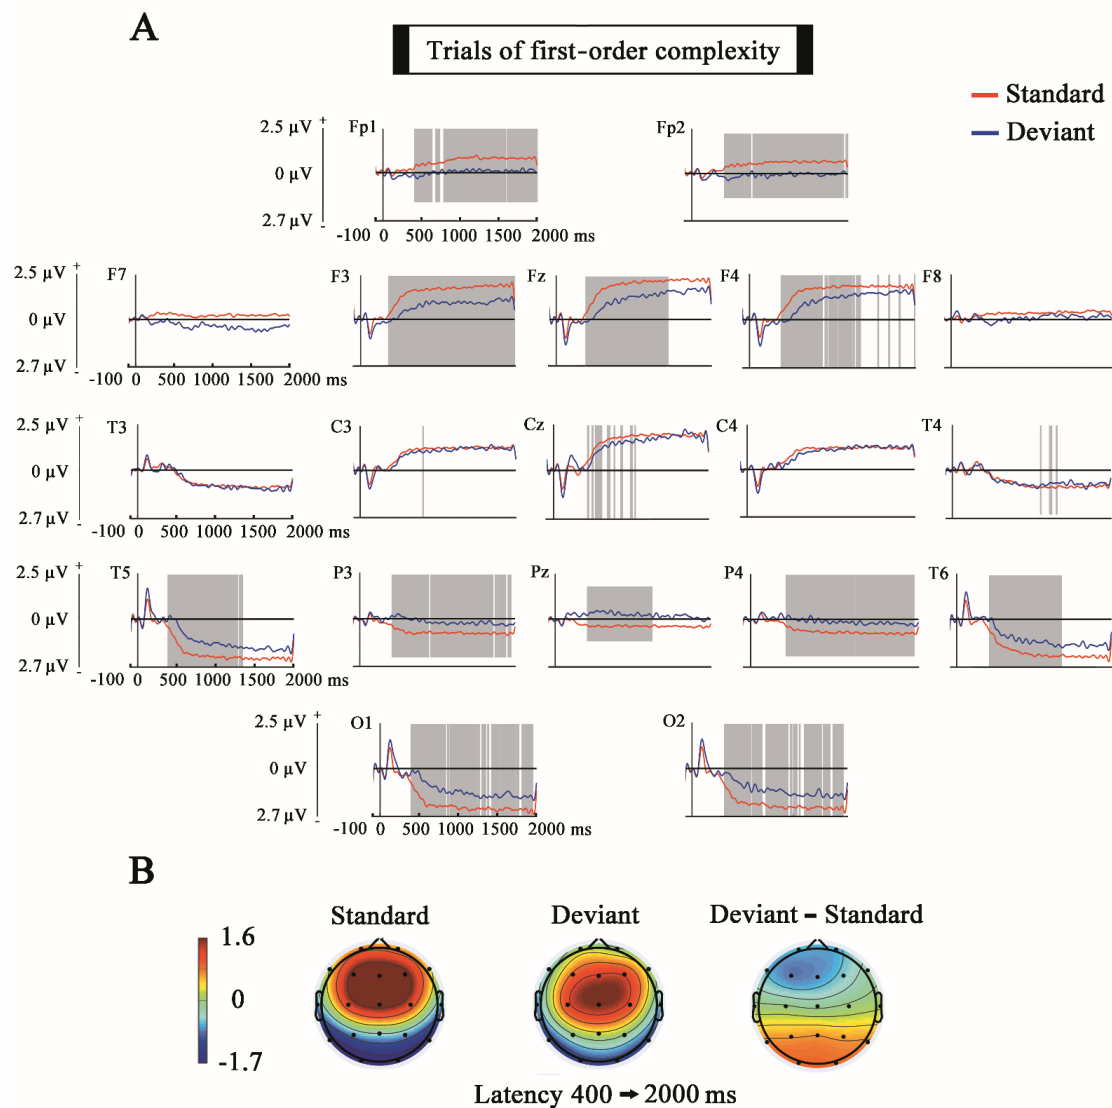 A
Trials of first-order complexity
Standard
Deviant
2.5 µV +
0 µV
2.7 µV -
Fp1
Fp2
-100 0 500 1000 1500 2000 ms
2.5 µV +
0 µV
2.7 µV -
F7
F3
Fz
F4
F8
-100 0 500 1000 1500 2000 ms
2.5 µV +
0 µV
2.7 µV -
T3
C3
Cz
C4
T4
-100 0 500 1000 1500 2000 ms
2.5 µV +
0 µV
2.7 µV -
T5
P3
Pz
P4
T6
-100 0 500 1000 1500 2000 ms
2.5 µV +
0 µV
2.7 µV -
O1
O2
-100 0 500 1000 1500 2000 ms
B
1.6
0
-1.7
Standard
Deviant
Deviant – Standard
Latency 400 → 2000 ms